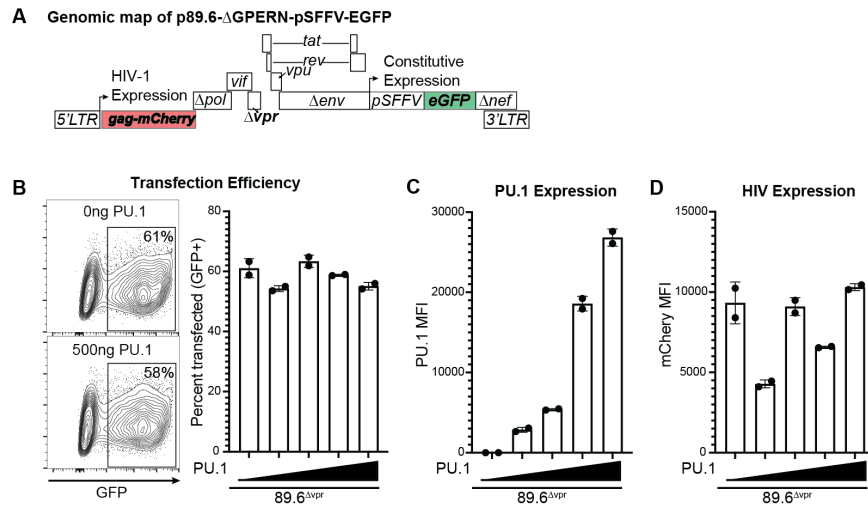 A Genomic map of p89.6-ΔGPERN-pSFFV-EGFP
tat
rev
vpu
HIV-1
Expression
vif
Constitutive
Expression
Δpol
Δenv
pSFFV
eGFP
Δnef
5'LTR
gag-mCherry
Δvpr
3'LTR
B Transfection Efficiency
0ng PU.1
61%
500ng PU.1
58%
GFP
Percent transfected (GFP+)
80
60
40
20
0
PU.1
89.6Δvpr
C PU.1 Expression
PU.1 MFI
30000
20000
10000
0
PU.1
89.6Δvpr
D HIV Expression
mChery MFI
15000
10000
5000
0
PU.1
89.6Δvpr